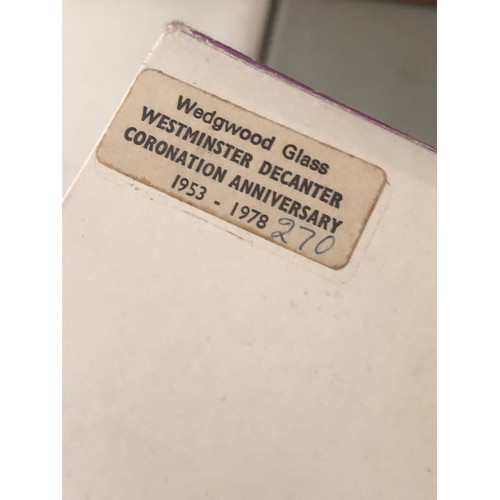 Wedgwood Glass
WESTMINSTER DECANTER
CORONATION ANNIVERSARY
1953 - 1978 270